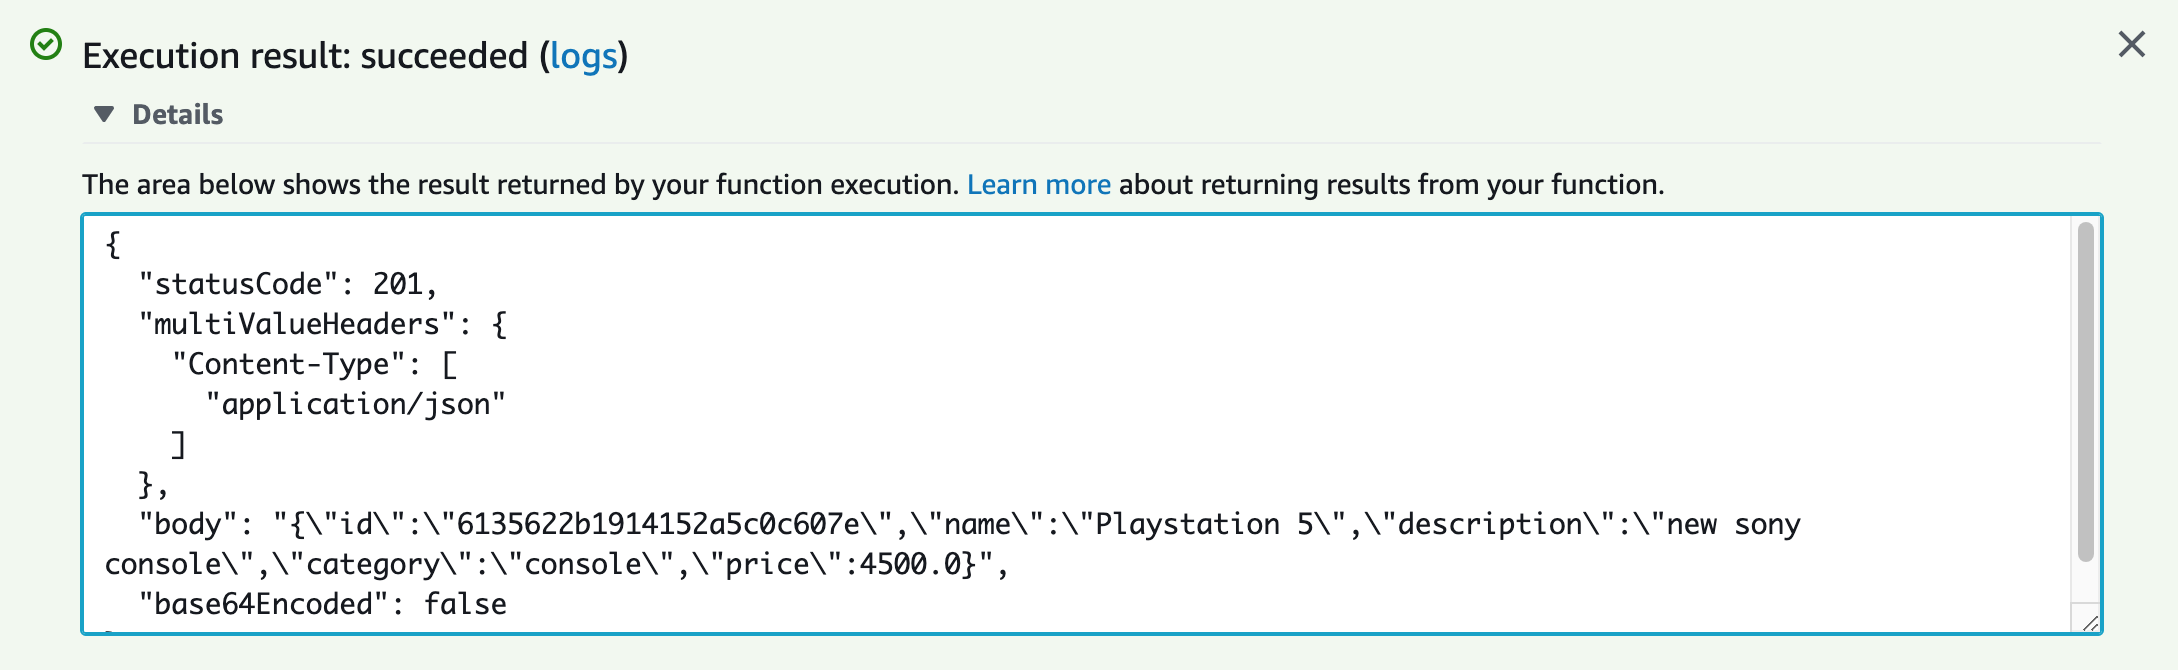 Execution result: succeeded (logs)
Details
The area below shows the result returned by your function execution. Learn more about returning results from your function.
{
  "statusCode": 201,
  "multiValueHeaders": {
    "Content-Type": [
      "application/json"
    ]
  },
  "body": "{\"id\":\"6135622b1914152a5c0c607e\",\"name\":\"Playstation 5\",\"description\":\"new sony
console\",\"category\":\"console\",\"price\":4500.0}",
  "base64Encoded": false